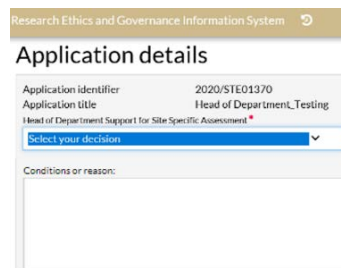 Research Ethics and Governance Information System
Application details
Application identifier 2020/STE01370
Application title Head of Department_Testing
Head of Department Support for Site Specific Assessment *
Select your decision
Conditions or reason: